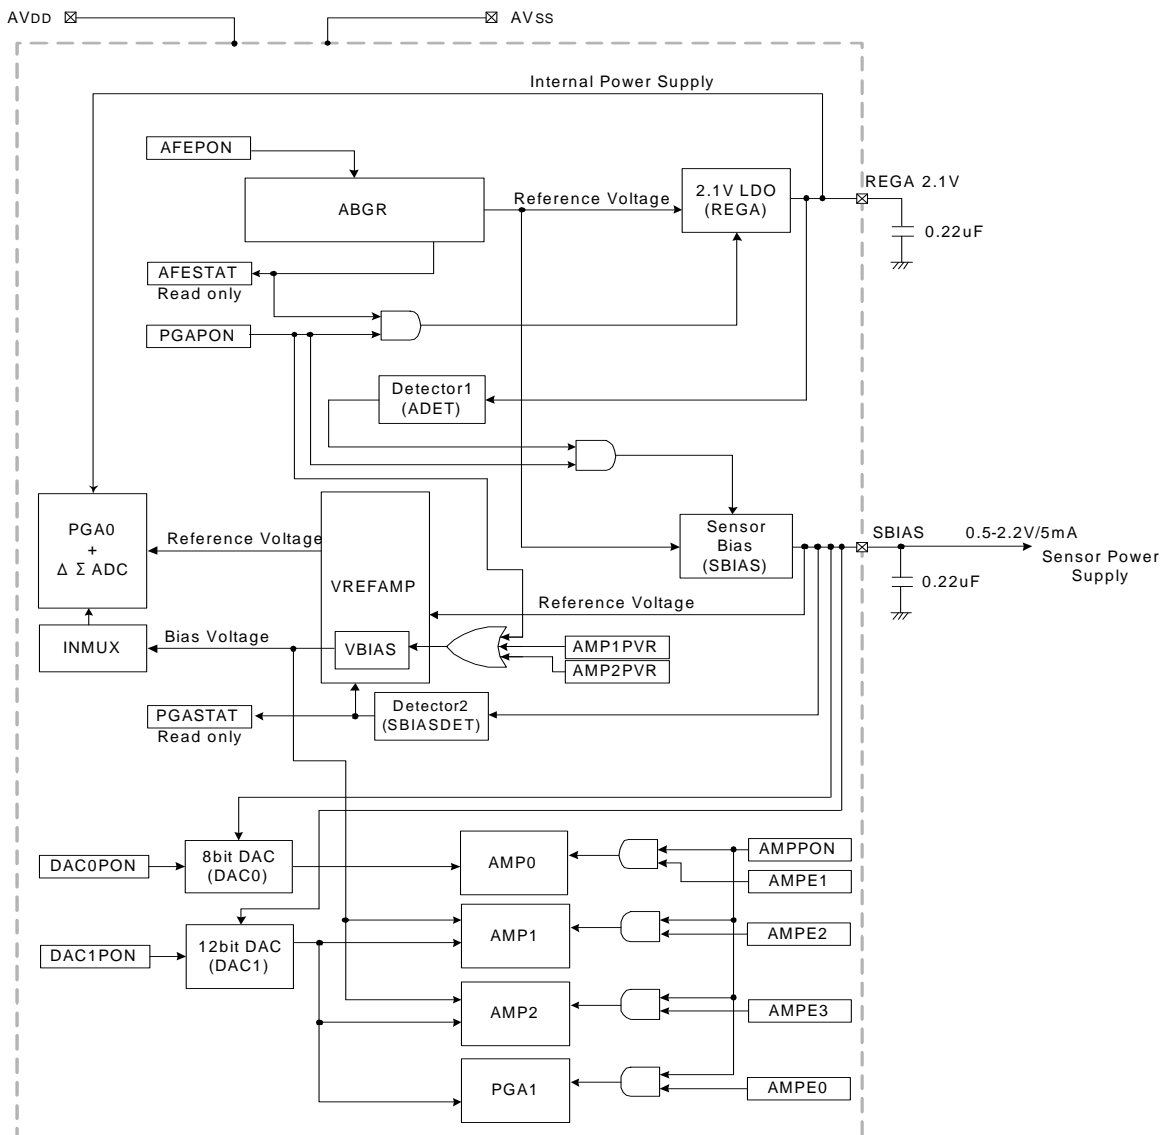 AVDD
AVSS
Internal Power Supply
AFEPON
ABGR
Reference Voltage
2.1V LDO
(REGA)
REGA 2.1V
0.22uF
AFESTAT
Read only
PGAPON
Detector1
(ADET)
PGA0
+
Δ Σ ADC
Reference Voltage
VREFAMP
Sensor
Bias
(SBIAS)
SBIAS
0.5-2.2V/5mA
Sensor Power
Supply
0.22uF
Reference Voltage
INMUX
Bias Voltage
VBIAS
AMP1PVR
AMP2PVR
PGASTAT
Read only
Detector2
(SBIASDET)
DAC0PON
8bit DAC
(DAC0)
AMP0
AMPPON
AMPE1
DAC1PON
12bit DAC
(DAC1)
AMP1
AMPE2
AMP2
AMPE3
PGA1
AMPE0